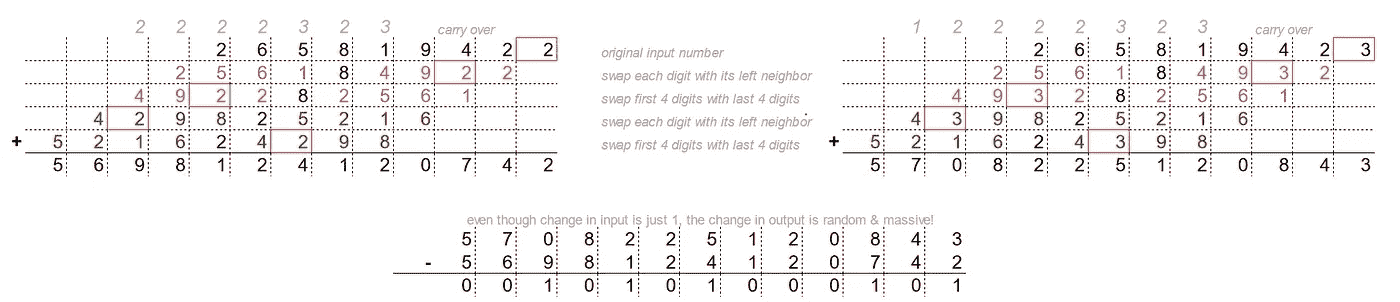 2 2 2 2 3 2 3 carry over 1 2 2 2 2 3 2 3 carry over
2 6 5 8 1 9 4 2 2 original input number 2 6 5 8 1 9 4 2 3
2 5 6 1 8 4 9 2 2 swap each digit with its left neighbor 2 5 6 1 8 4 9 3 2
4 9 2 2 8 2 5 6 1 swap first 4 digits with last 4 digits 4 9 3 2 8 2 5 6 1
4 2 9 8 2 5 2 1 6 swap each digit with its left neighbor 4 3 9 8 2 5 2 1 6
+ 5 2 1 6 2 4 2 9 8 swap first 4 digits with last 4 digits + 5 2 1 6 2 4 3 9 8
5 6 9 8 1 2 4 1 2 0 7 4 2 5 7 0 8 2 2 5 1 2 0 8 4 3
even though change in input is just 1, the change in output is random & massive!
5 7 0 8 2 2 5 1 2 0 8 4 3
- 5 6 9 8 1 2 4 1 2 0 7 4 2
0 0 1 0 1 0 1 0 0 0 1 0 1